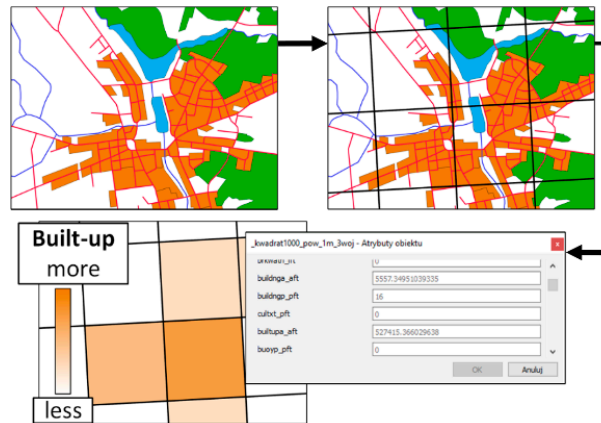 Built-up
more
less
_kwadrat1000_pow_1m_3woj - Atrybuty obiektu
x
0
buildnga_aft
5557.34951039335
buildngp_pft
16
cultxt_pft
0
builtupa_aft
527415.366029638
buoyp_pft
0
OK
Anuluj